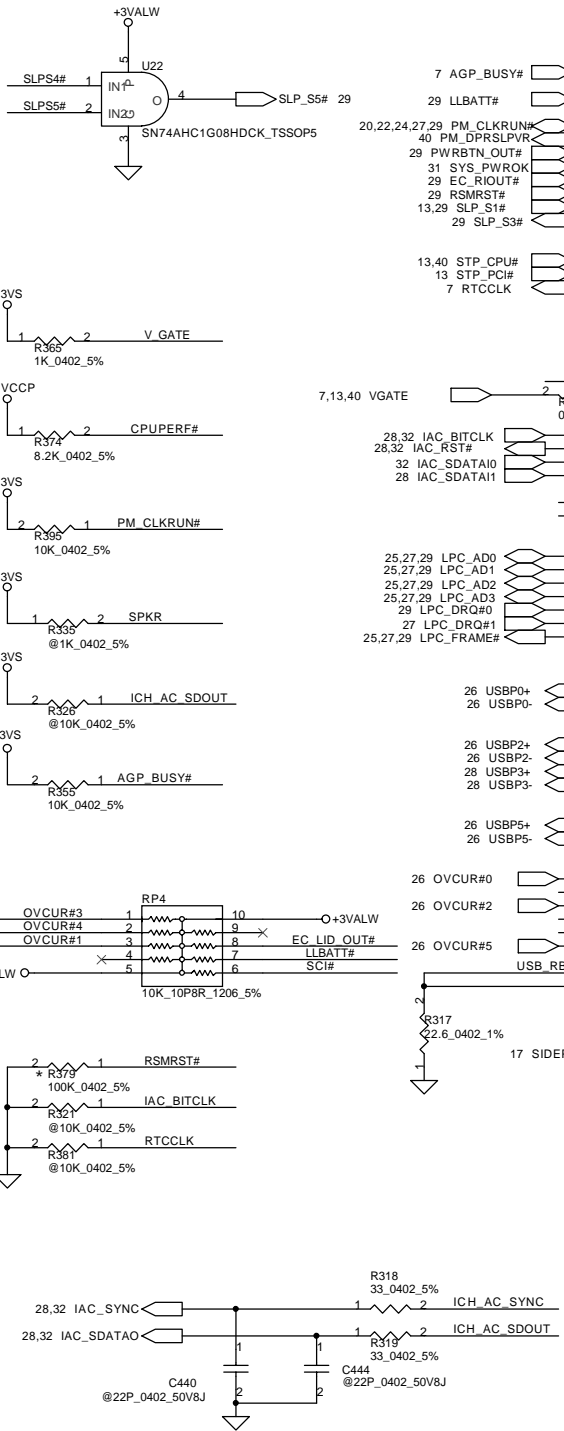 +3VALW
U22
5
SLPS4# 1 IN1 P
O 4 SLP_S5# 29
SLPS5# 2 IN2 G
3 SN74AHC1G08HDCK_TSSOP5
7 AGP_BUSY#
29 LLBATT#
20,22,24,27,29 PM_CLKRUN#
40 PM_DPRSLPVR
29 PWRBTN_OUT#
31 SYS_PWROK
29 EC_RIOUT#
29 RSMRST#
13,29 SLP_S1#
29 SLP_S3#
13,40 STP_CPU#
13 STP_PCI#
7 RTCCLK
3VS
1 2 V_GATE
R365
1K_0402_5%
VCCP
1 2 CPUPERF#
R374
8.2K_0402_5%
3VS
2 1 PM_CLKRUN#
R395
10K_0402_5%
3VS
1 2 SPKR
R335
@1K_0402_5%
3VS
2 1 ICH_AC_SDOUT
R326
@10K_0402_5%
3VS
2 1 AGP_BUSY#
R355
10K_0402_5%
7,13,40 VGATE 2
R
0
28,32 IAC_BITCLK
28,32 IAC_RST#
32 IAC_SDATAI0
28 IAC_SDATAI1
25,27,29 LPC_AD0
25,27,29 LPC_AD1
25,27,29 LPC_AD2
25,27,29 LPC_AD3
29 LPC_DRQ#0
27 LPC_DRQ#1
25,27,29 LPC_FRAME#
26 USBP0+
26 USBP0-
26 USBP2+
26 USBP2-
28 USBP3+
28 USBP3-
26 USBP5+
26 USBP5-
26 OVCUR#0
26 OVCUR#2
26 OVCUR#5
USB_RB
2
R317
22.6_0402_1%
1
17 SIDEP
RP4
OVCUR#3 1 10 +3VALW
OVCUR#4 2 9
OVCUR#1 3 8 EC_LID_OUT#
4 7 LLBATT#
LW 5 6 SCI#
10K_10P8R_1206_5%
2 1 RSMRST#
* R379
100K_0402_5%
2 1 IAC_BITCLK
R321
@10K_0402_5%
2 1 RTCCLK
R381
@10K_0402_5%
R318
33_0402_5%
28,32 IAC_SYNC 1 2 ICH_AC_SYNC
28,32 IAC_SDATAO 1 2 ICH_AC_SDOUT
R319
33_0402_5%
1 1
C440
@22P_0402_50V8J
C444
@22P_0402_50V8J
2 2